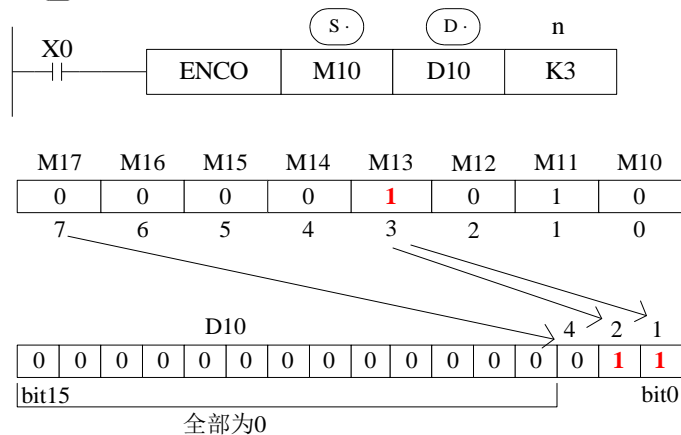 S · D · n
X0
ENCO M10 D10 K3
M17 M16 M15 M14 M13 M12 M11 M10
0 0 0 0 1 0 1 0
7 6 5 4 3 2 1 0
D10 4 2 1
0 0 0 0 0 0 0 0 0 0 0 0 0 0 1 1
bit15 bit0
全部为0